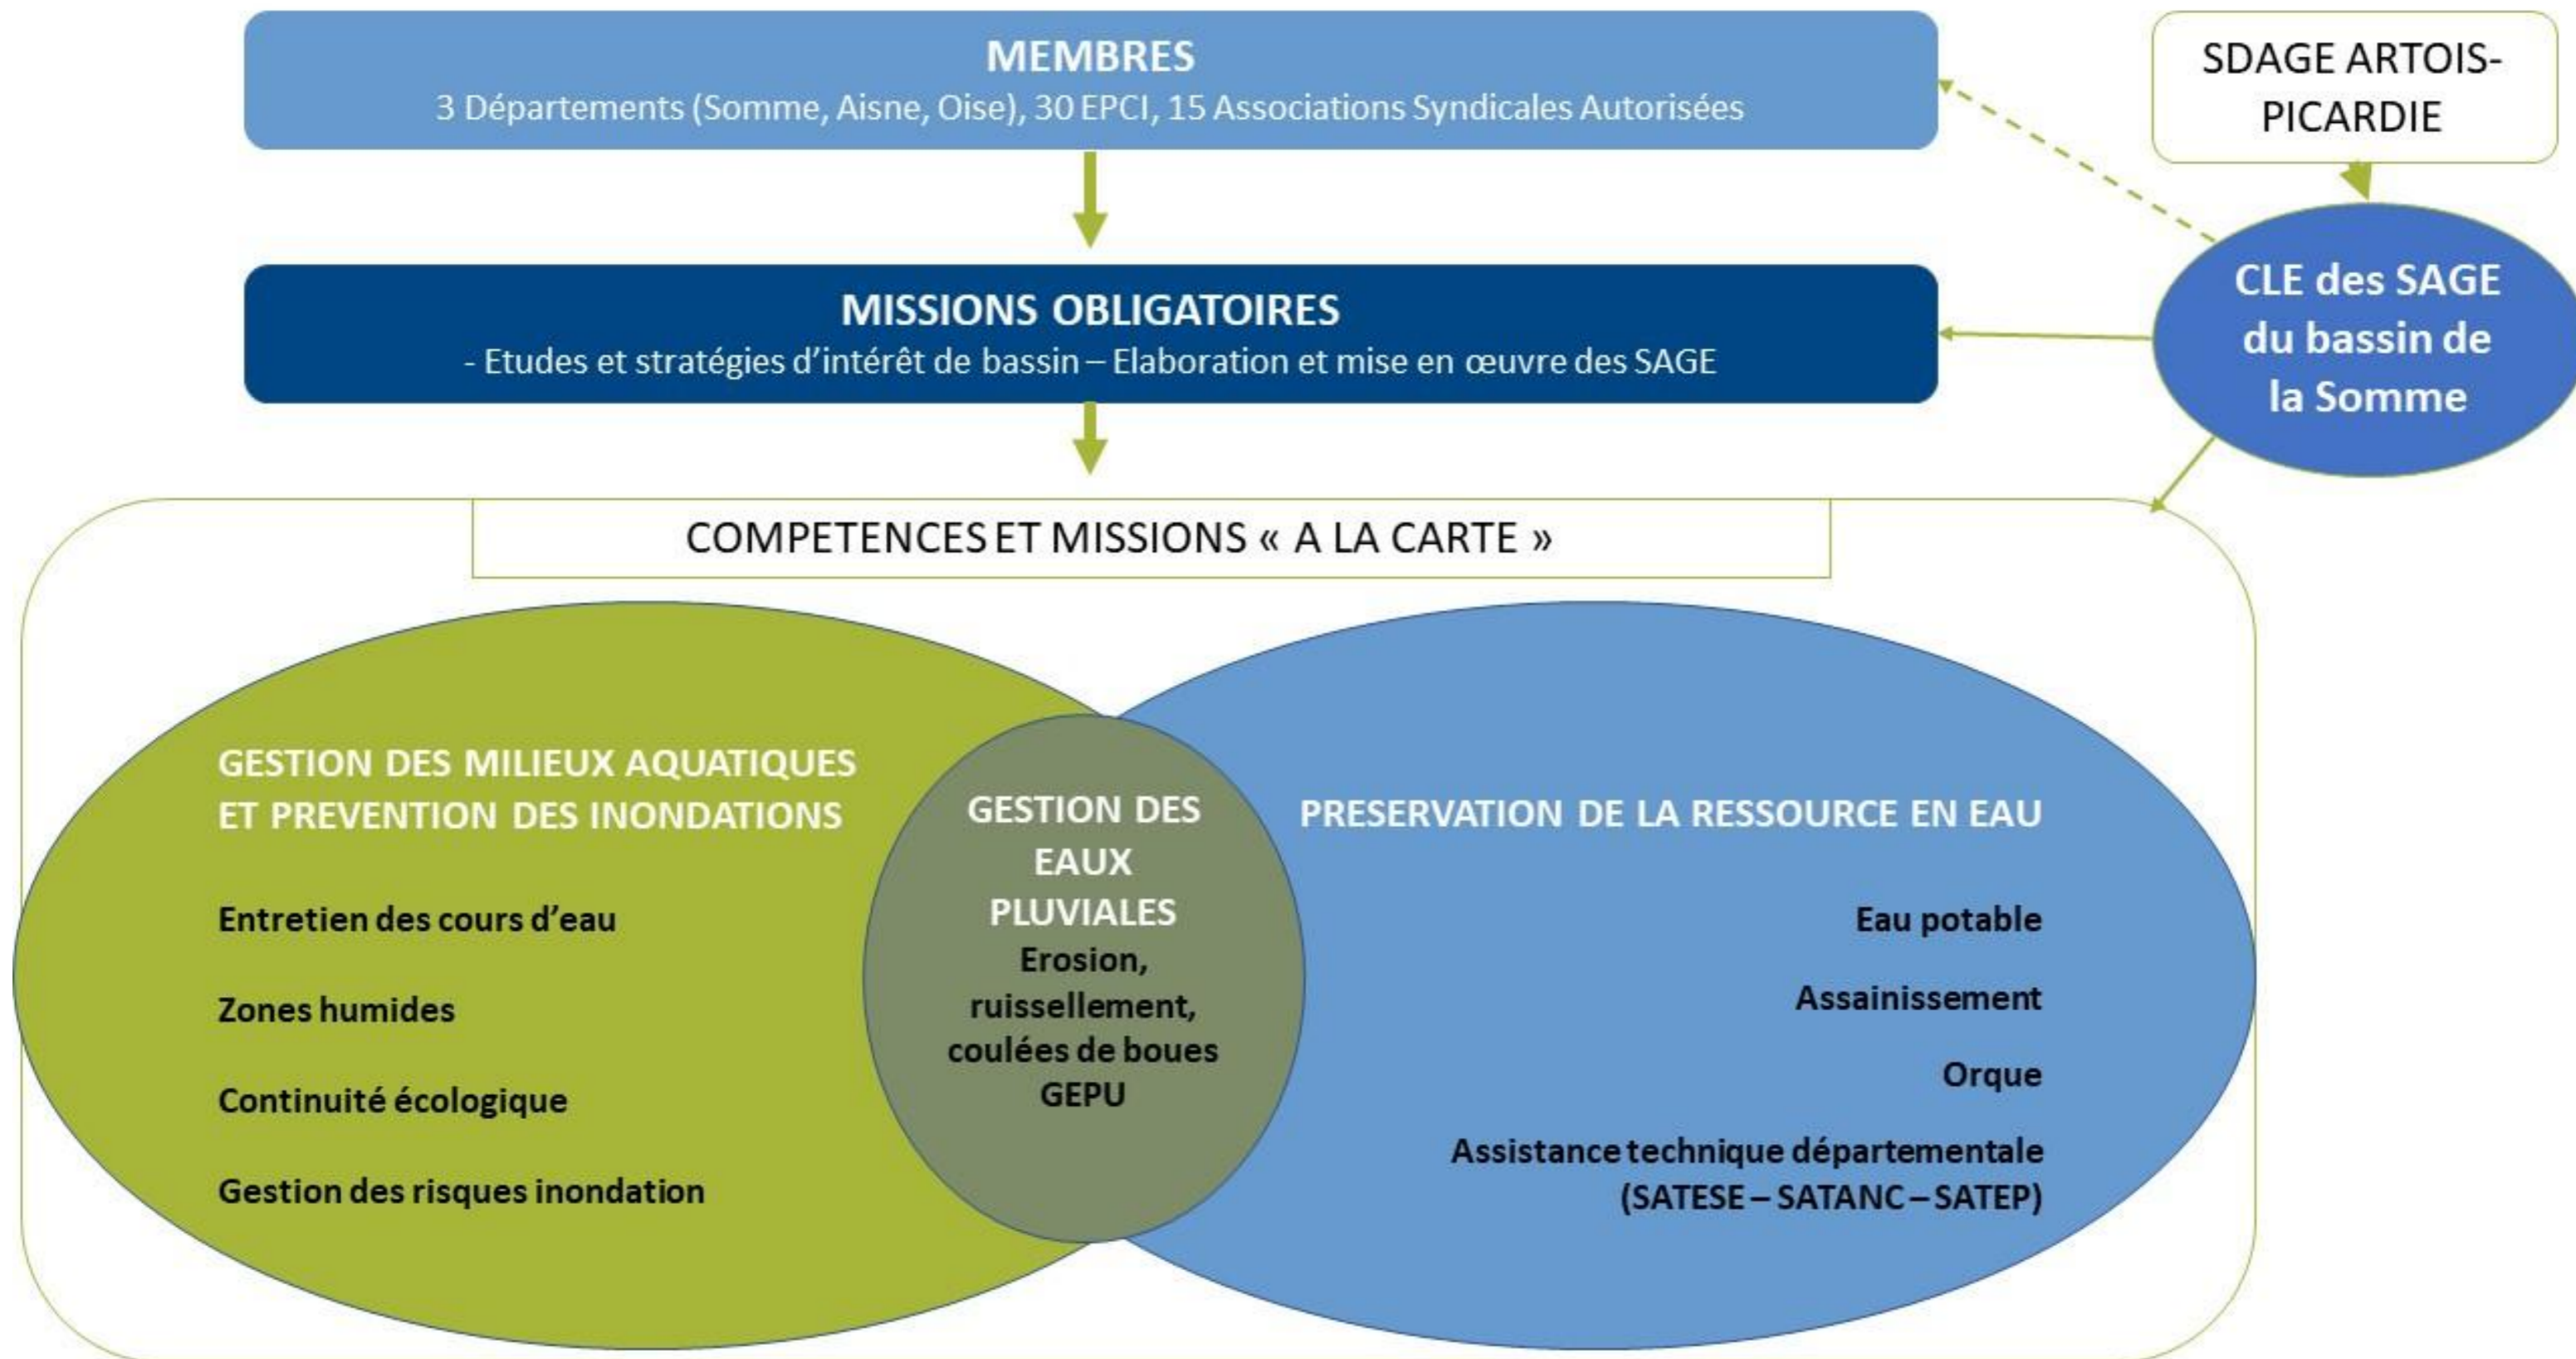 MEMBRES
3 Départements (Somme, Aisne, Oise), 30 EPCI, 15 Associations Syndicales Autorisées
SDAGE ARTOIS-
PICARDIE
MISSIONS OBLIGATOIRES
- Etudes et stratégies d’intérêt de bassin – Elaboration et mise en œuvre des SAGE
CLE des SAGE
du bassin de
la Somme
COMPETENCES ET MISSIONS « A LA CARTE »
GESTION DES MILIEUX AQUATIQUES
ET PREVENTION DES INONDATIONS
Entretien des cours d’eau
Zones humides
Continuité écologique
Gestion des risques inondation
GESTION DES
EAUX
PLUVIALES
Erosion,
ruissellement,
coulées de boues
GEPU
PRESERVATION DE LA RESSOURCE EN EAU
Eau potable
Assainissement
Orque
Assistance technique départementale
(SATESE – SATANC – SATEP)